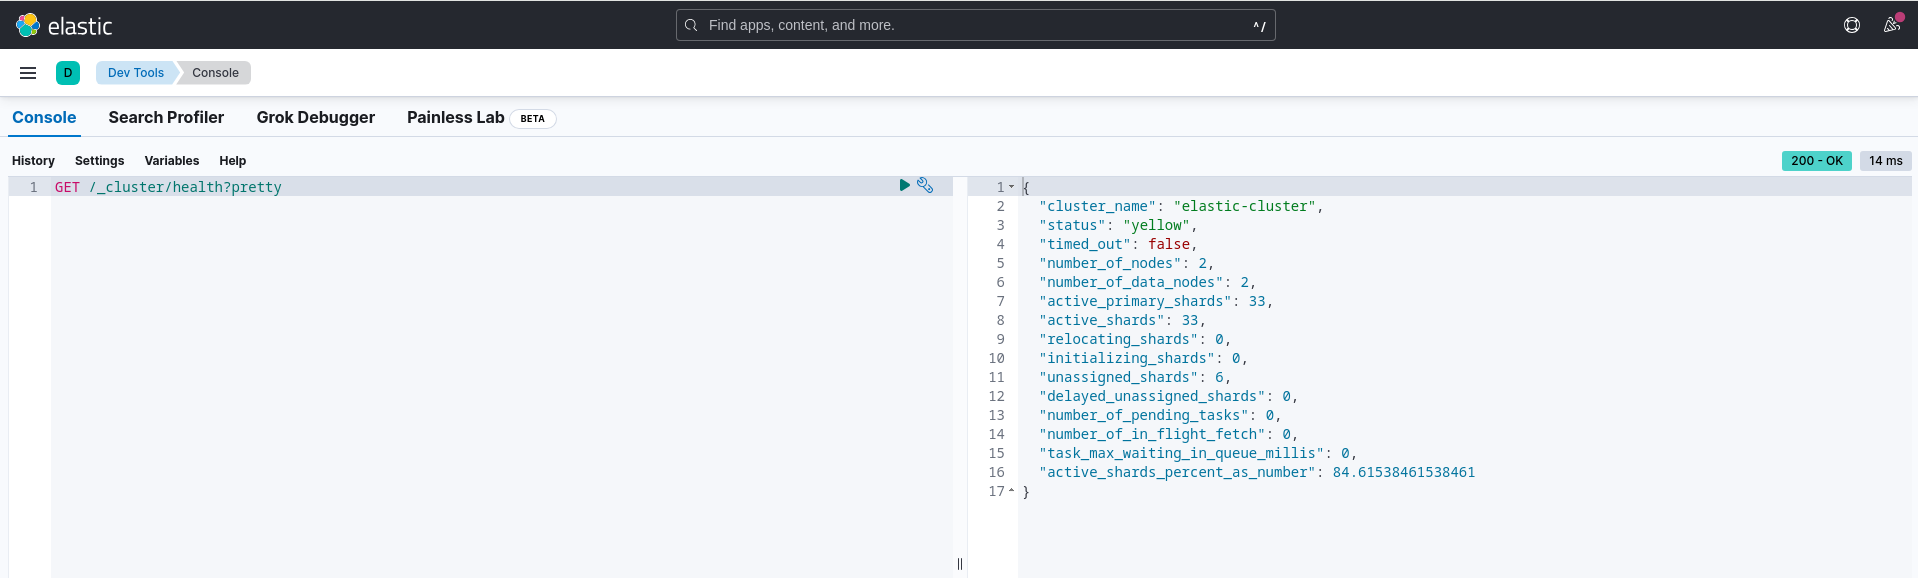 elastic
Find apps, content, and more.
^/
D
Dev Tools
Console
Console
Search Profiler
Grok Debugger
Painless Lab
BETA
History
Settings
Variables
Help
200 - OK
14 ms
1
GET /_cluster/health?pretty
1 {
2 "cluster_name": "elastic-cluster",
3 "status": "yellow",
4 "timed_out": false,
5 "number_of_nodes": 2,
6 "number_of_data_nodes": 2,
7 "active_primary_shards": 33,
8 "active_shards": 33,
9 "relocating_shards": 0,
10 "initializing_shards": 0,
11 "unassigned_shards": 6,
12 "delayed_unassigned_shards": 0,
13 "number_of_pending_tasks": 0,
14 "number_of_in_flight_fetch": 0,
15 "task_max_waiting_in_queue_millis": 0,
16 "active_shards_percent_as_number": 84.61538461538461
17 }